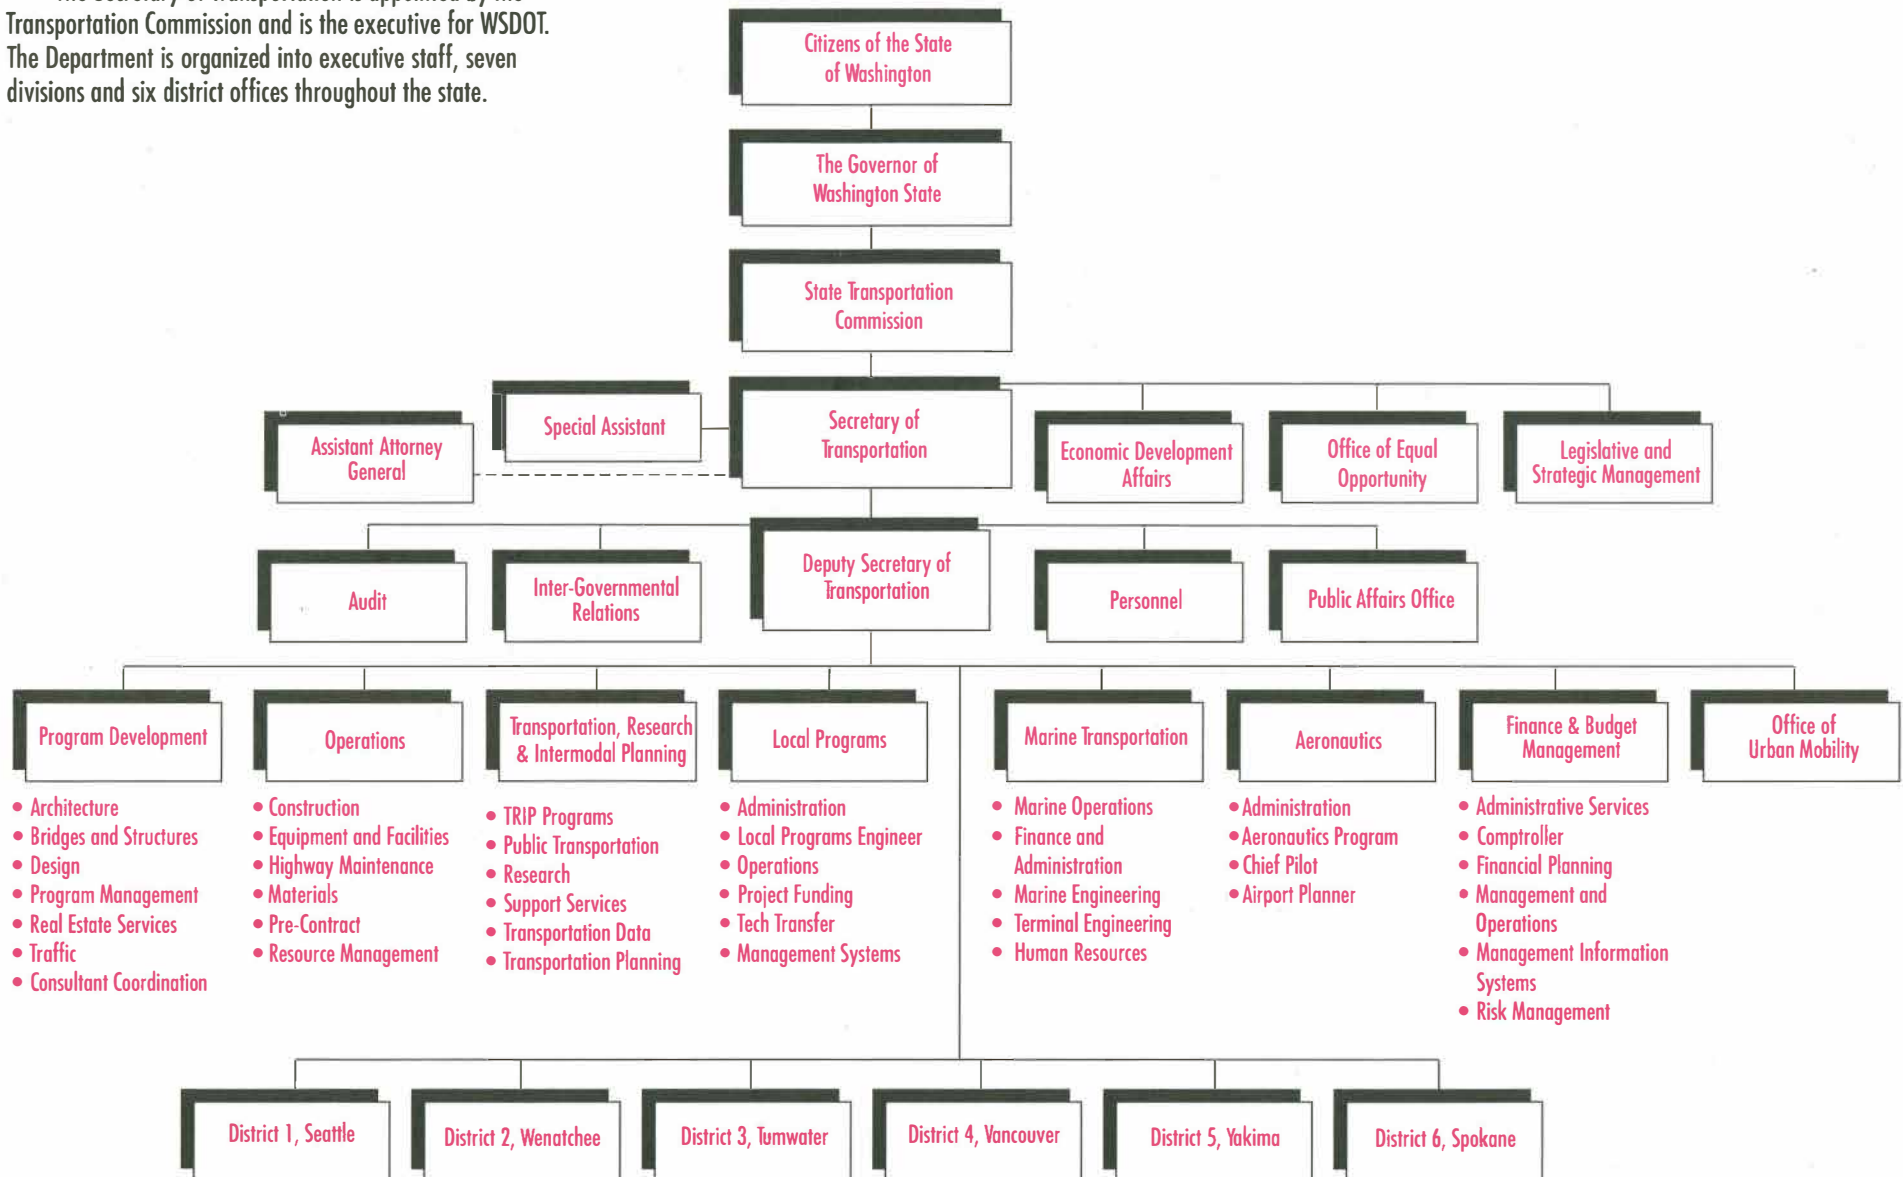 Transportation Commission and is the executive for WSDOT.
The Department is organized into executive staff, seven
divisions and six district offices throughout the state.
Citizens of the State
of Washington
The Governor of
Washington State
State Transportation
Commission
Assistant Attorney
General
Special Assistant
Secretary of
Transportation
Economic Development
Affairs
Office of Equal
Opportunity
Legislative and
Strategic Management
Audit
Inter-Governmental
Relations
Deputy Secretary of
Transportation
Personnel
Public Affairs Office
Program Development
• Architecture
• Bridges and Structures
• Design
• Program Management
• Real Estate Services
• Traffic
• Consultant Coordination
Operations
• Construction
• Equipment and Facilities
• Highway Maintenance
• Materials
• Pre-Contract
• Resource Management
Transportation, Research
& Intermodal Planning
• TRIP Programs
• Public Transportation
• Research
• Support Services
• Transportation Data
• Transportation Planning
Local Programs
• Administration
• Local Programs Engineer
• Operations
• Project Funding
• Tech Transfer
• Management Systems
Marine Transportation
• Marine Operations
• Finance and
Administration
• Marine Engineering
• Terminal Engineering
• Human Resources
Aeronautics
• Administration
• Aeronautics Program
• Chief Pilot
• Airport Planner
Finance & Budget
Management
• Administrative Services
• Comptroller
• Financial Planning
• Management and
Operations
• Management Information
Systems
• Risk Management
Office of
Urban Mobility
District 1, Seattle
District 2, Wenatchee
District 3, Tumwater
District 4, Vancouver
District 5, Yakima
District 6, Spokane